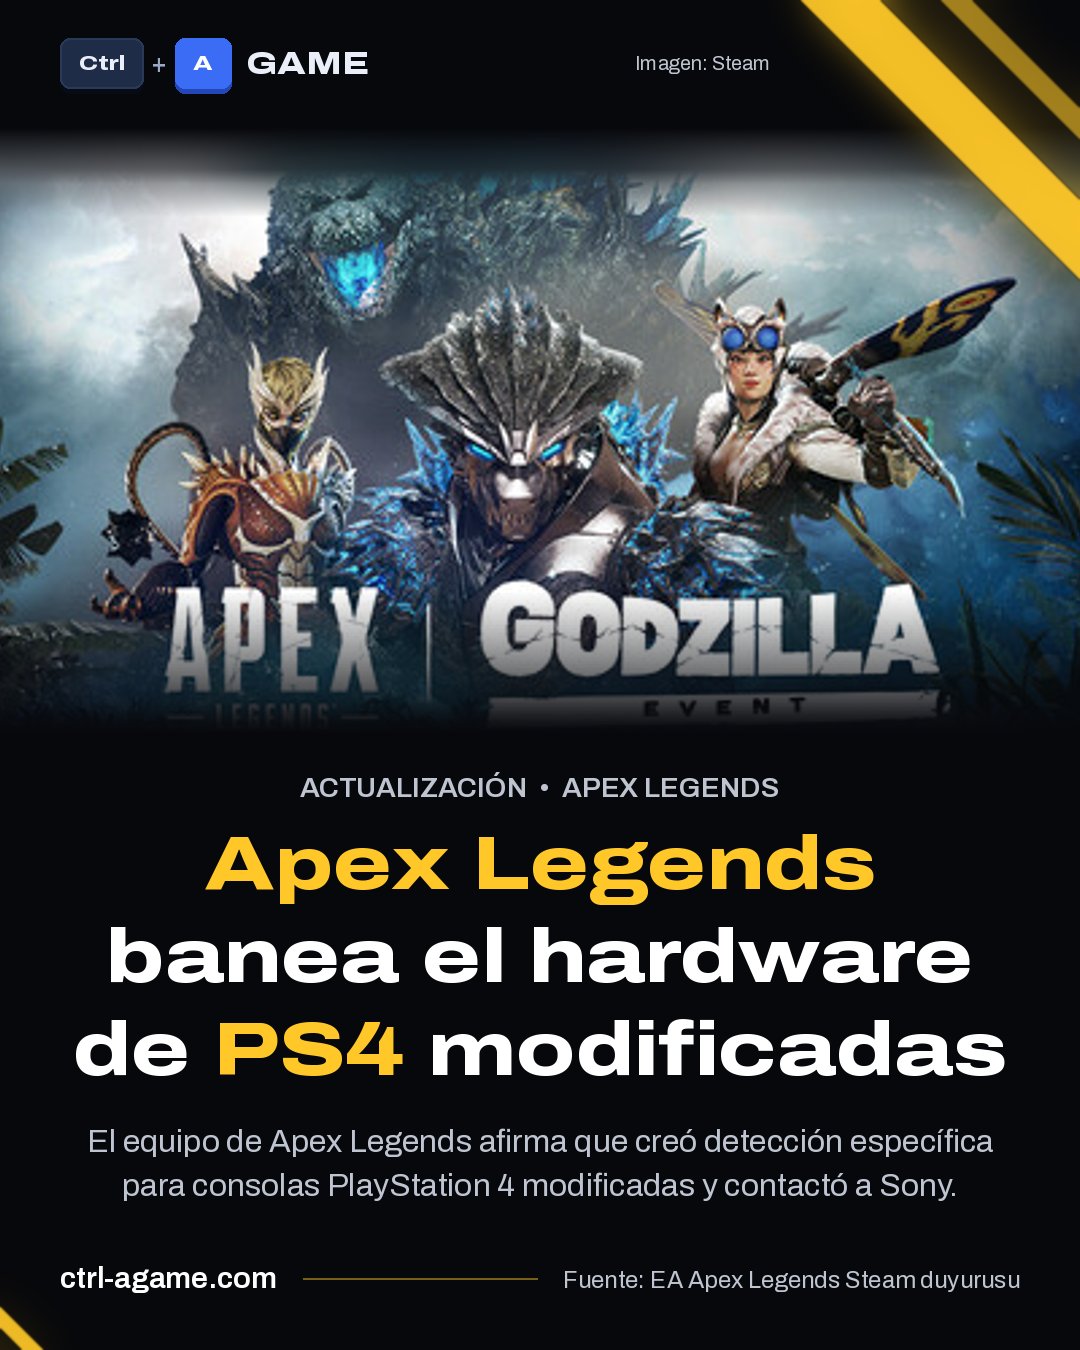 Ctrl + A GAME
Imagen: Steam
APEX LEGENDS
GODZILLA
EVENT
ACTUALIZACIÓN • APEX LEGENDS
Apex Legends
banea el hardware
de PS4 modificadas
El equipo de Apex Legends afirma que creó detección específica
para consolas PlayStation 4 modificadas y contactó a Sony.
ctrl-agame.com
Fuente: EA Apex Legends Steam duyurusu